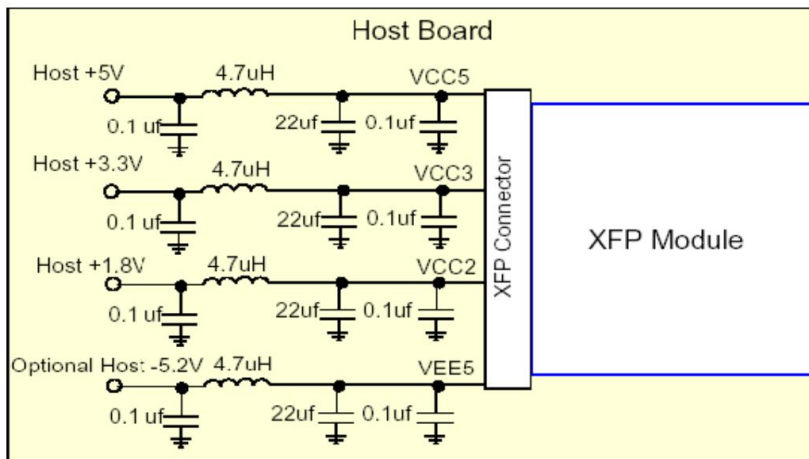 Host Board
Host +5V 4.7uH VCC5
0.1 uf 22uf 0.1uf
Host +3.3V 4.7uH VCC3
0.1 uf 22uf 0.1uf
Host +1.8V 4.7uH VCC2
0.1 uf 22uf 0.1uf
Optional Host -5.2V 4.7uH VEE5
0.1 uf 22uf 0.1uf
XFP Connector
XFP Module